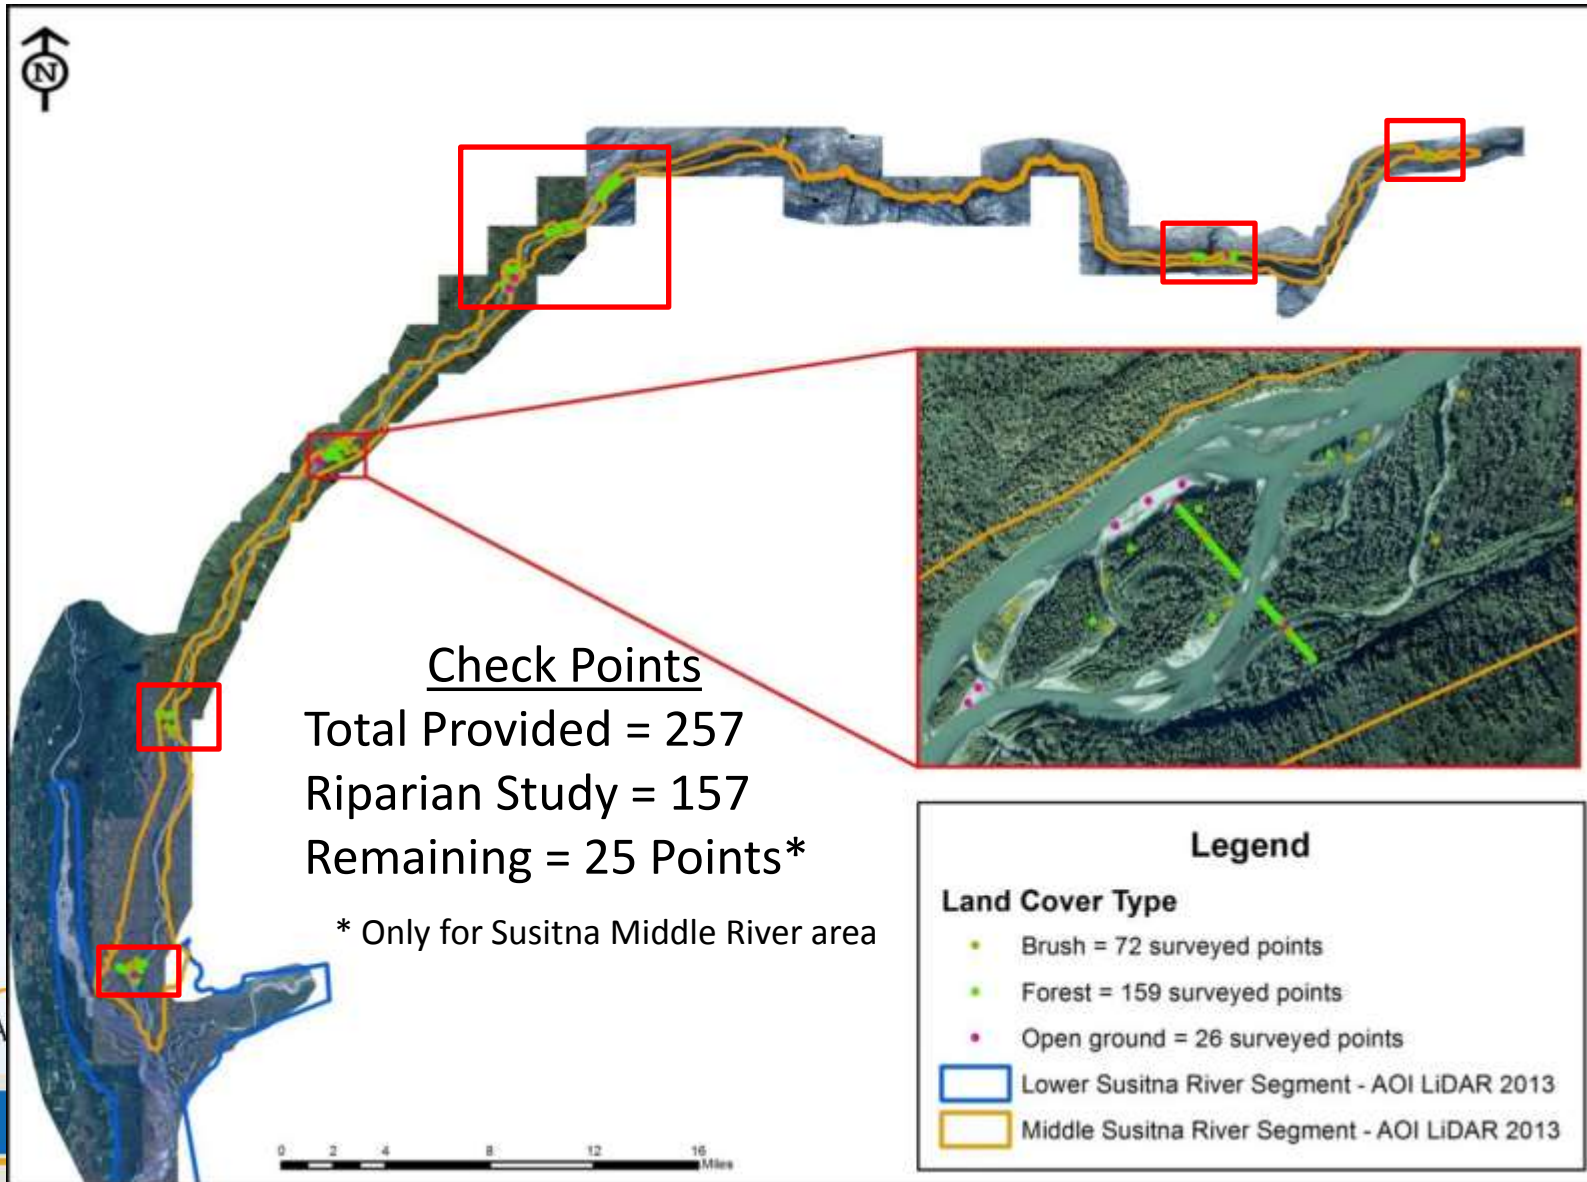 N
Check Points
Total Provided = 257
Riparian Study = 157
Remaining = 25 Points*
* Only for Susitna Middle River area
Legend
Land Cover Type
Brush = 72 surveyed points
Forest = 159 surveyed points
Open ground = 26 surveyed points
Lower Susitna River Segment - AOI LiDAR 2013
Middle Susitna River Segment - AOI LiDAR 2013
0 2 4 8 12 16
Miles